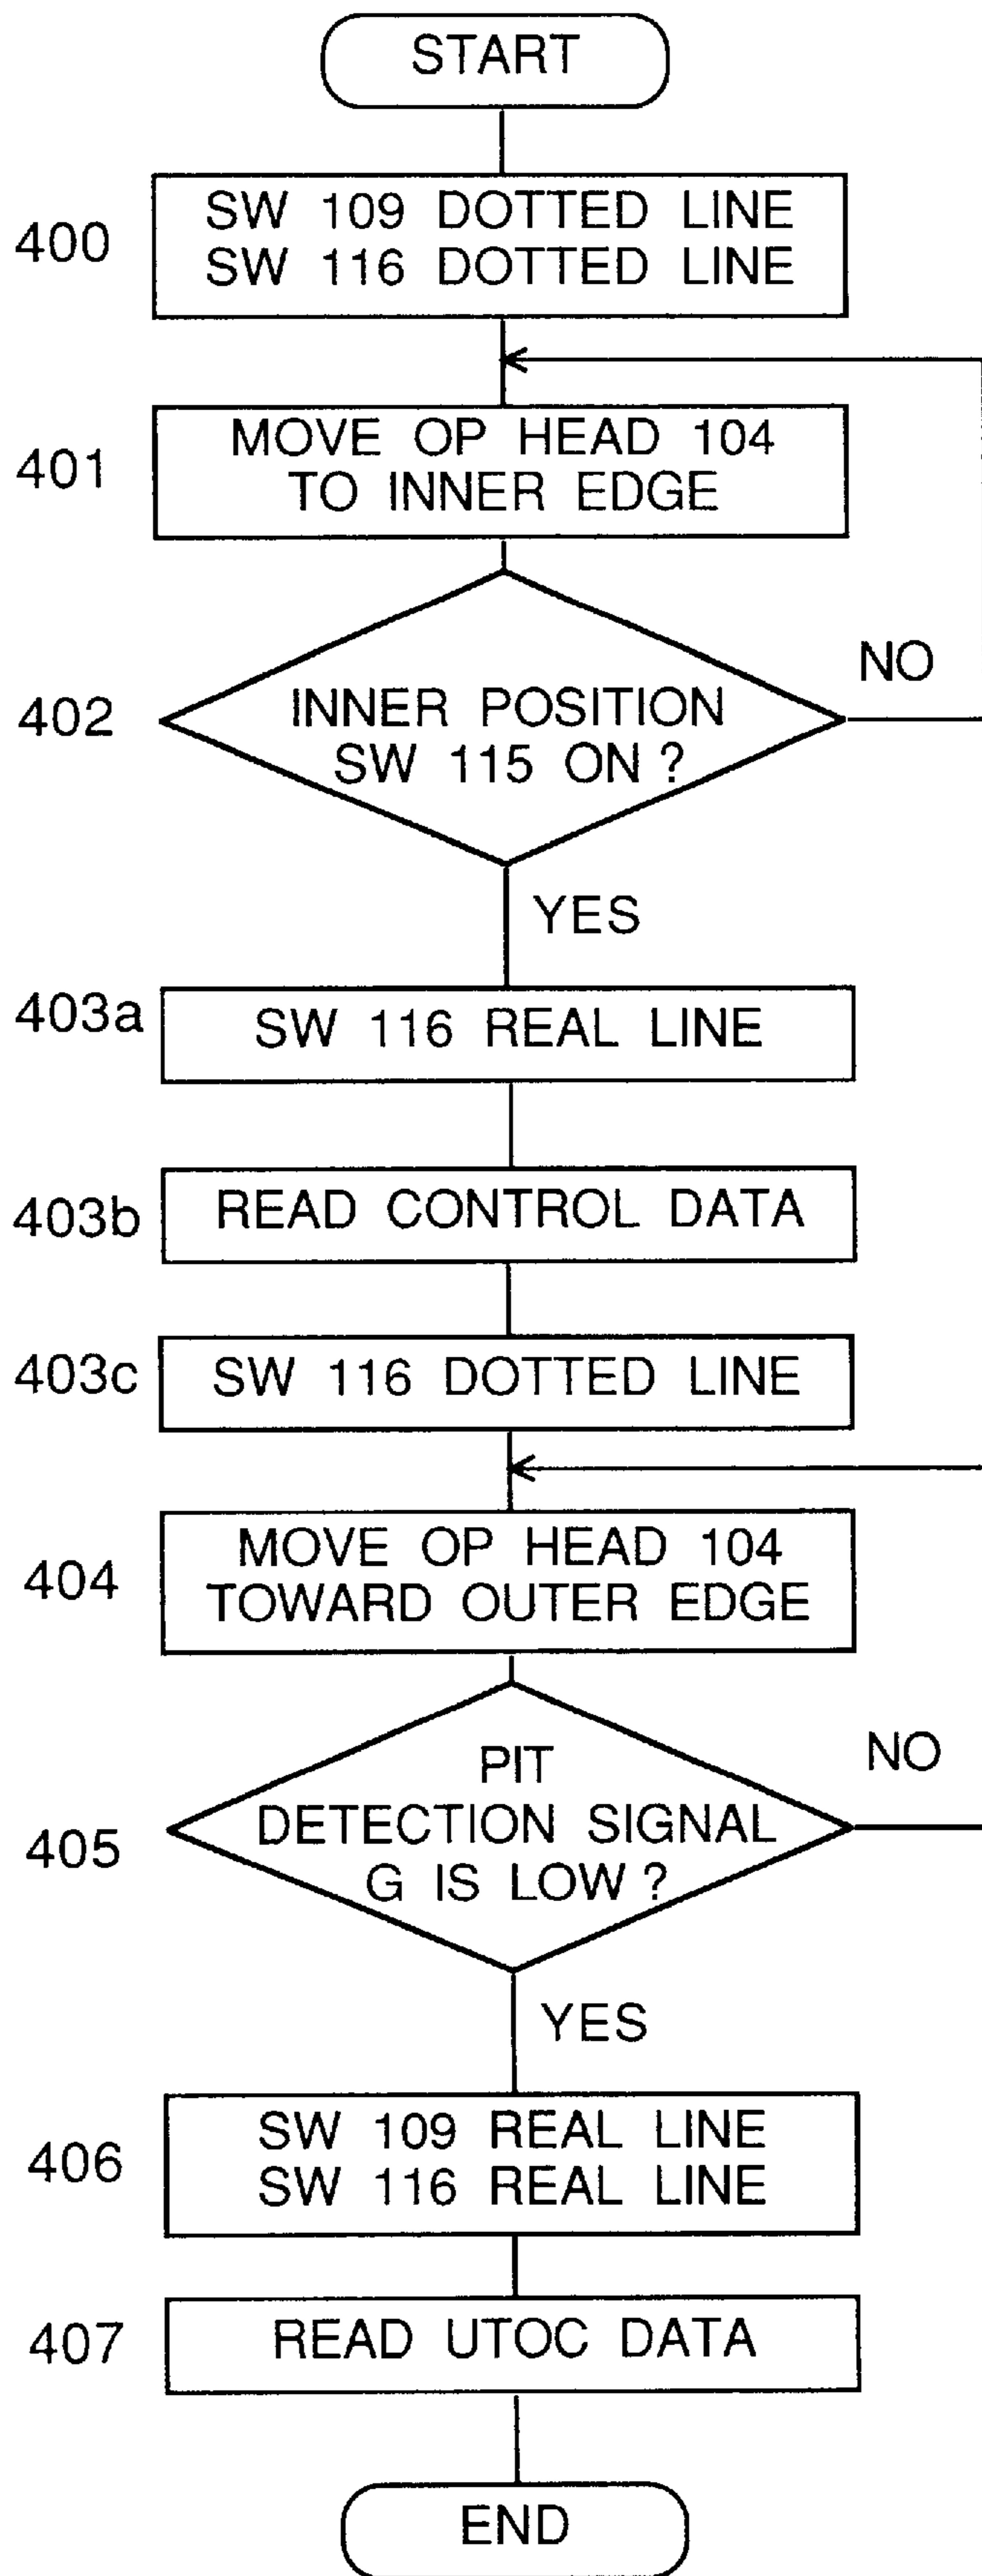 START
400
SW 109 DOTTED LINE
SW 116 DOTTED LINE
401
MOVE OP HEAD 104
TO INNER EDGE
402
INNER POSITION
SW 115 ON ?
NO
YES
403a
SW 116 REAL LINE
403b
READ CONTROL DATA
403c
SW 116 DOTTED LINE
404
MOVE OP HEAD 104
TOWARD OUTER EDGE
405
PIT
DETECTION SIGNAL
G IS LOW ?
NO
YES
406
SW 109 REAL LINE
SW 116 REAL LINE
407
READ UTOC DATA
END